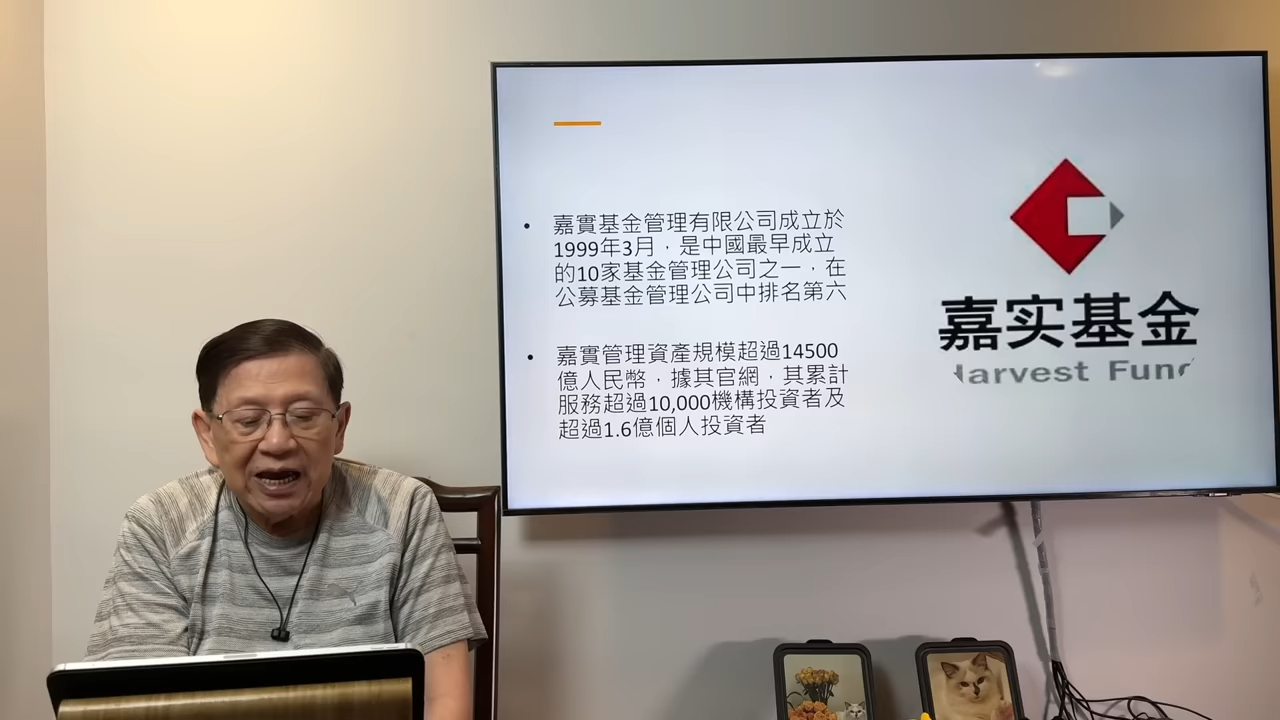 嘉實基金管理有限公司成立於
1999年3月，是中國最早成立
的10家基金管理公司之一，在
公募基金管理公司中排名第六
嘉實管理資產規模超過14500
億人民幣，據其官網，其累計
服務超過10,000機構投資者及
超過1.6億個人投資者
嘉实基金
Harvest Fund